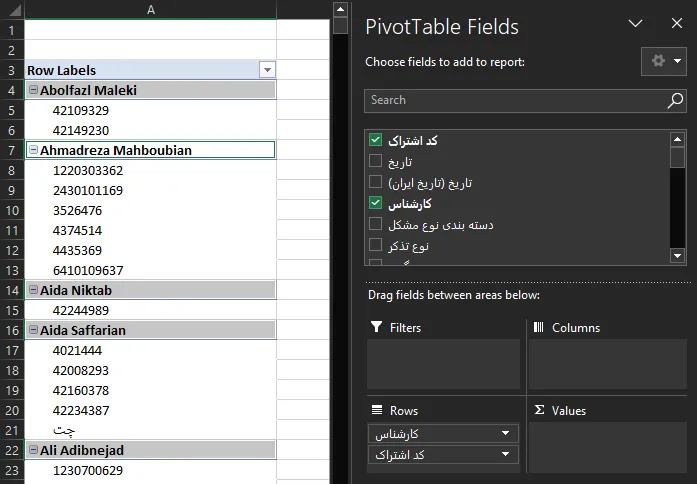 A
1
2
3 Row Labels
4 Abolfazl Maleki
5 42109329
6 42149230
7 Ahmadreza Mahboubian
8 1220303362
9 2430101169
10 3526476
11 4374514
12 4435369
13 6410109637
14 Aida Niktab
15 42244989
16 Aida Saffarian
17 4021444
18 42008293
19 42160378
20 42234387
21 چت
22 Ali Adibnejad
23 1230700629
PivotTable Fields
Choose fields to add to report:
Search
کد اشتراک
تاریخ
تاریخ (تاریخ ایران)
کارشناس
دسته بندی نوع مشکل
نوع تذکر
Drag fields between areas below:
Filters
Columns
Rows
Σ Values
کارشناس
کد اشتراک